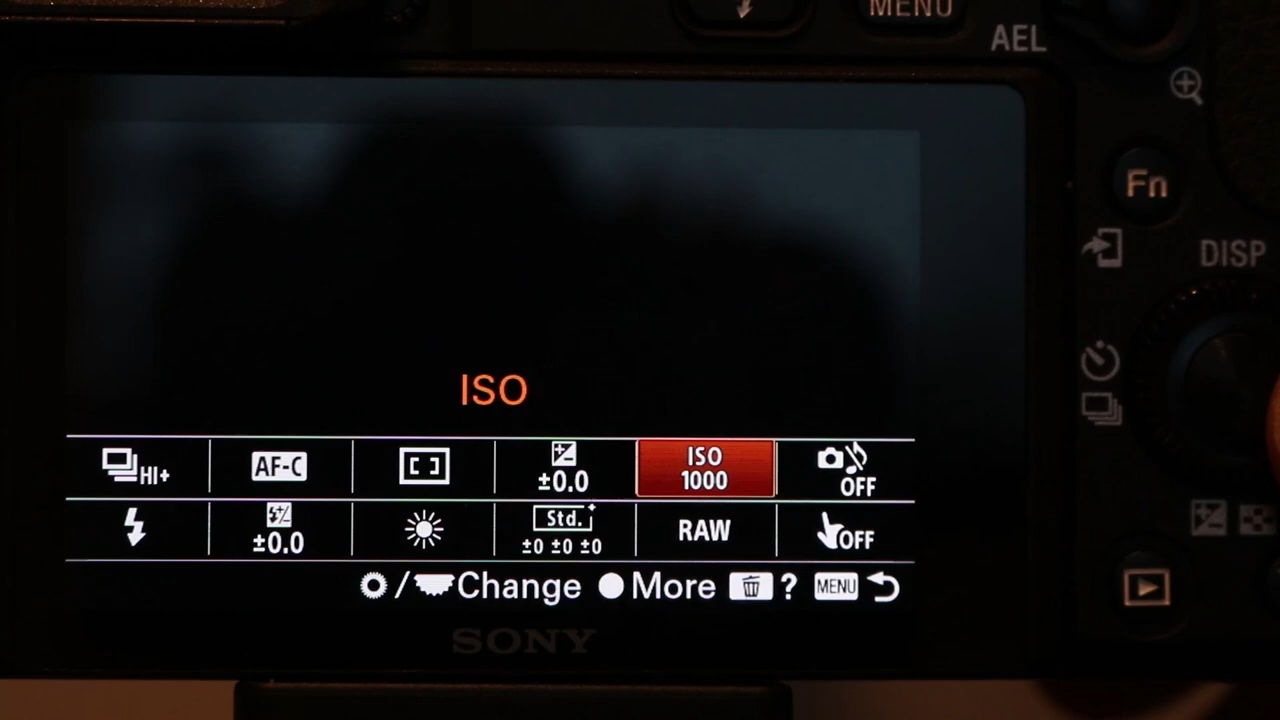 MENU
AEL
Fn
DISP
ISO
HI+
AF-C
±0.0
ISO
1000
OFF
±0.0
Std.
±0 ±0 ±0
RAW
OFF
/ Change More ? MENU
SONY